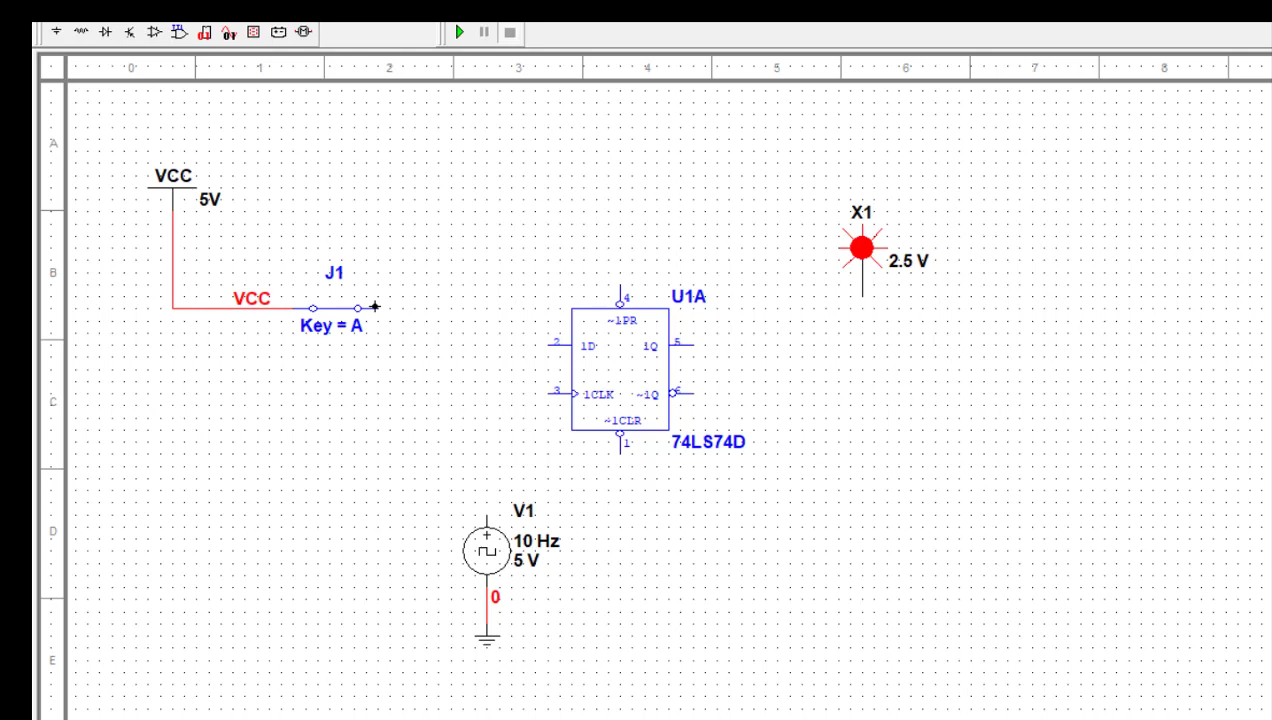 0 1 2 3 4 5 6 7 8
A
VCC
5V
X1
2.5 V
B
J1
VCC
Key = A
U1A
4
~1PR
2 1D 1Q 5
C
3 1CLK ~1Q 6
~1CLR
1
74LS74D
V1
D
10 Hz
5 V
0
E